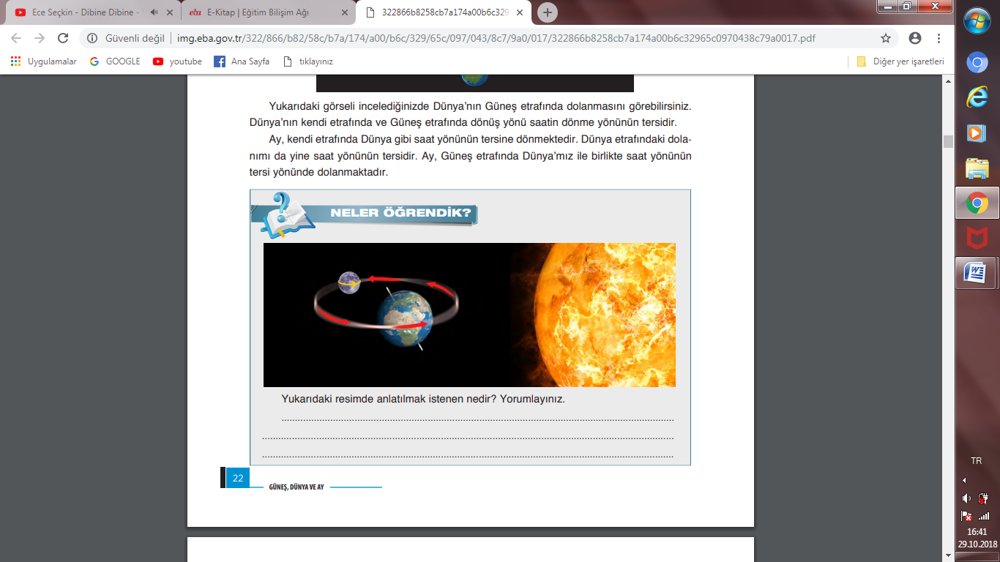 Ece Seçkin - Dibine Dibine -
E-Kitap | Eğitim Bilişim Ağı
322866b8258cb7a174a00b6c329
Güvenli değil | img.eba.gov.tr/322/866/b82/58c/b7a/174/a00/b6c/329/65c/097/043/8c7/9a0/017/322866b8258cb7a174a00b6c32965c0970438c79a0017.pdf
Uygulamalar
GOOGLE
youtube
Ana Sayfa
tıklayınız
Diğer yer işaretleri
Yukarıdaki görseli incelediğinizde Dünya'nın Güneş etrafında dolanmasını görebilirsiniz.
Dünya'nın kendi etrafında ve Güneş etrafında dönüş yönü saatin dönme yönünün tersidir.
Ay, kendi etrafında Dünya gibi saat yönünün tersine dönmektedir. Dünya etrafındaki dola-
nımı da yine saat yönünün tersidir. Ay, Güneş etrafında Dünya'mız ile birlikte saat yönünün
tersi yönünde dolanmaktadır.
NELER ÖĞRENDİK?
Yukarıdaki resimde anlatılmak istenen nedir? Yorumlayınız.
22
GÜNEŞ, DÜNYA VE AY
TR
16:41
29.10.2018